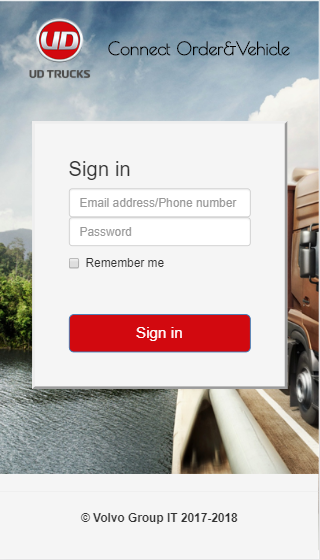 UD
UD TRUCKS
Connect Order&Vehicle
Sign in
Email address/Phone number
Password
Remember me
Sign in
© Volvo Group IT 2017-2018